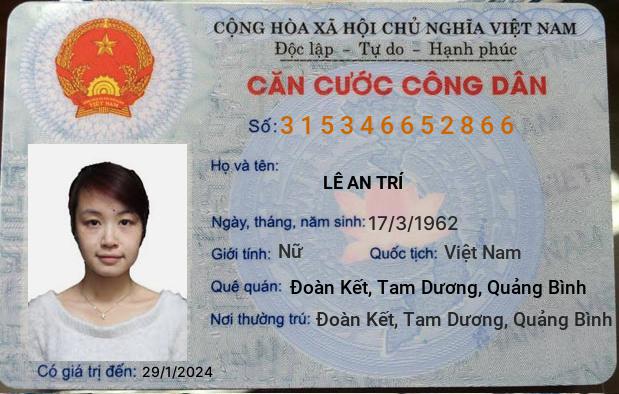 CỘNG HÒA XÃ HỘI CHỦ NGHĨA VIỆT NAM
Độc lập - Tự do - Hạnh phúc
CĂN CƯỚC CÔNG DÂN
Số: 315346652866
Họ và tên:
LÊ AN TRÍ
Ngày, tháng, năm sinh: 17/3/1962
Giới tính: Nữ Quốc tịch: Việt Nam
Quê quán: Đoàn Kết, Tam Dương, Quảng Bình
Nơi thường trú: Đoàn Kết, Tam Dương, Quảng Bình
Có giá trị đến: 29/1/2024
VIỆT NAM